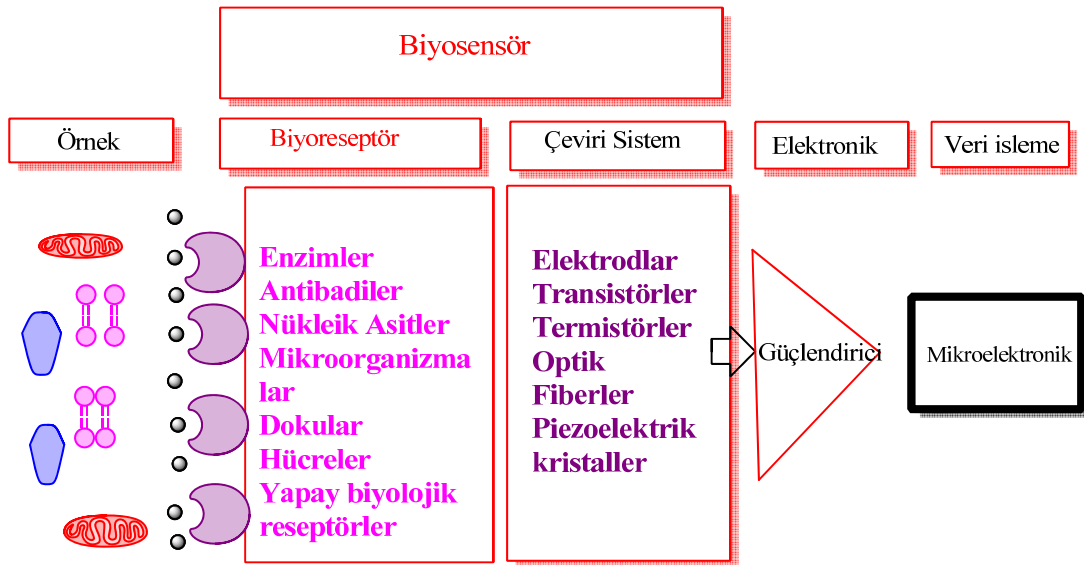 Biyosensör
Örnek
Biyoreseptör
Çeviri Sistem
Elektronik
Veri isleme
Enzimler
Antibadiler
Nükleik Asitler
Mikroorganizma
lar
Dokular
Hücreler
Yapay biyolojik
reseptörler
Elektrodlar
Transistörler
Termistörler
Optik
Fiberler
Piezoelektrik
kristaller
Güçlendirici
Mikroelektronik